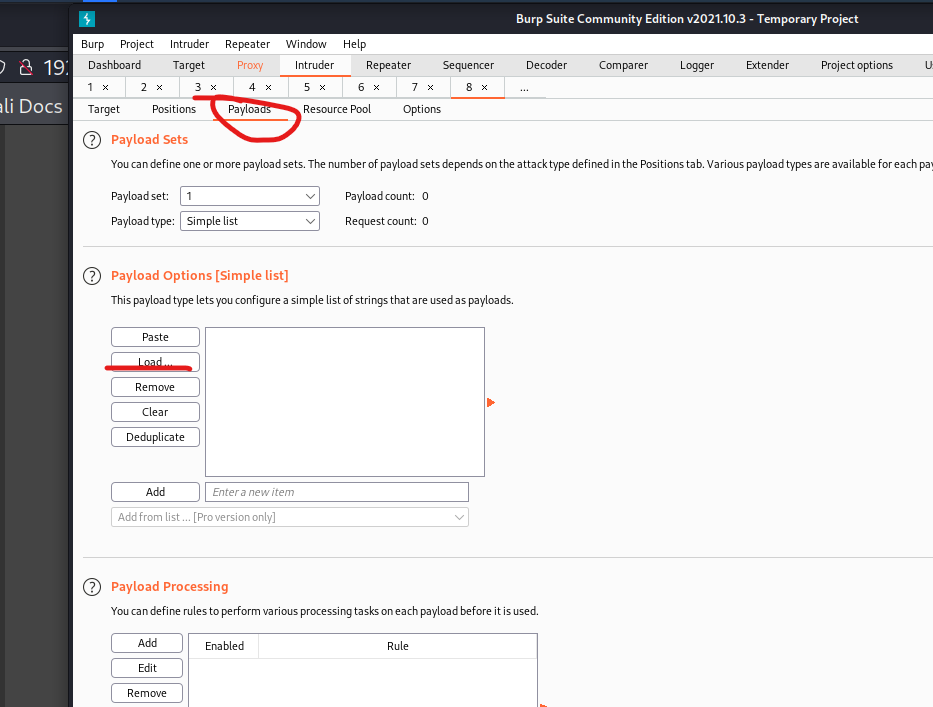 Burp Suite Community Edition v2021.10.3 - Temporary Project
Burp Project Intruder Repeater Window Help
Dashboard Target Proxy Intruder Repeater Sequencer Decoder Comparer Logger Extender Project options
1 × 2 × 3 × 4 × 5 × 6 × 7 × 8 × ...
192
Target Positions Payloads Resource Pool Options
ali Docs
? Payload Sets
You can define one or more payload sets. The number of payload sets depends on the attack type defined in the Positions tab. Various payload types are available for each pay
Payload set: 1 Payload count: 0
Payload type: Simple list Request count: 0
? Payload Options [Simple list]
This payload type lets you configure a simple list of strings that are used as payloads.
Paste
Load ...
Remove
Clear
Deduplicate
Add Enter a new item
Add from list ... [Pro version only]
? Payload Processing
You can define rules to perform various processing tasks on each payload before it is used.
Add Enabled Rule
Edit
Remove